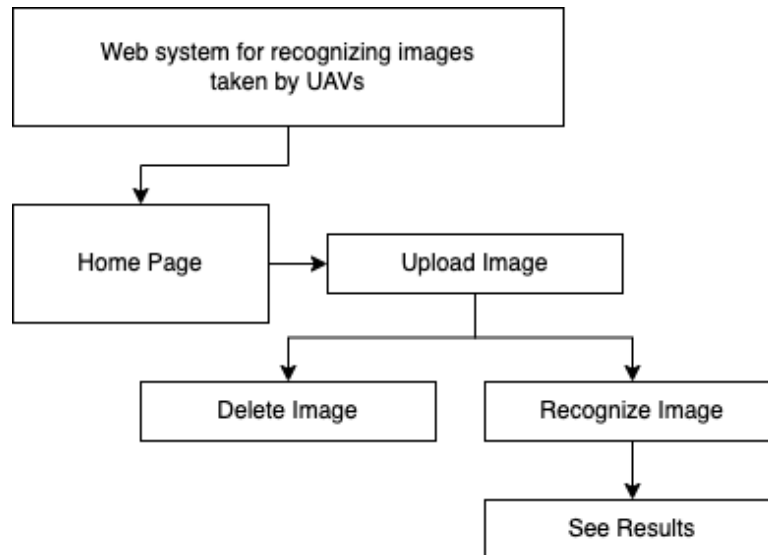 Web system for recognizing images
taken by UAVs
Home Page
Upload Image
Delete Image
Recognize Image
See Results